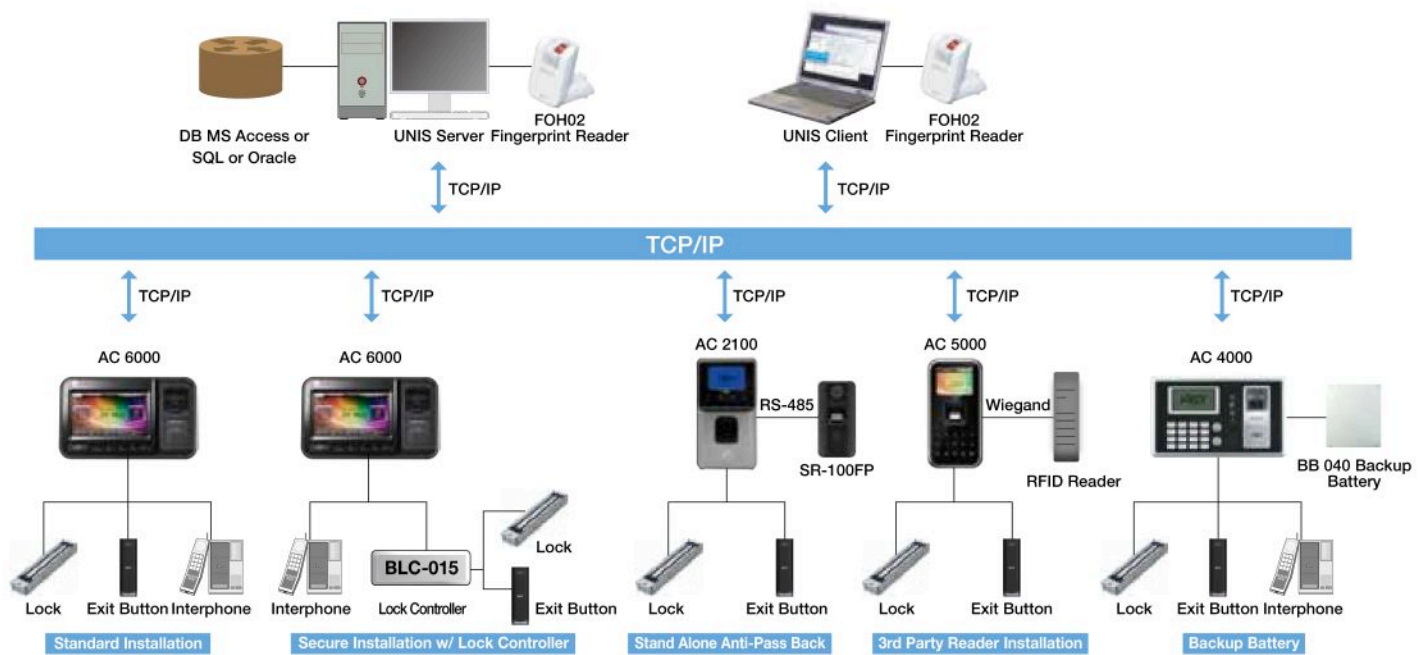 DB MS Access or
SQL or Oracle
UNIS Server
FOH02
Fingerprint Reader
UNIS Client
FOH02
Fingerprint Reader
TCP/IP
TCP/IP
TCP/IP
TCP/IP
TCP/IP
TCP/IP
TCP/IP
TCP/IP
AC 6000
AC 6000
AC 2100
AC 5000
AC 4000
RS-485
Wiegand
SR-100FP
RFID Reader
BB 040 Backup
Battery
Lock
Exit Button
Interphone
Interphone
BLC-015
Lock Controller
Lock
Exit Button
Lock
Exit Button
Lock
Exit Button
Lock
Exit Button
Interphone
Standard Installation
Secure Installation w/ Lock Controller
Stand Alone Anti-Pass Back
3rd Party Reader Installation
Backup Battery